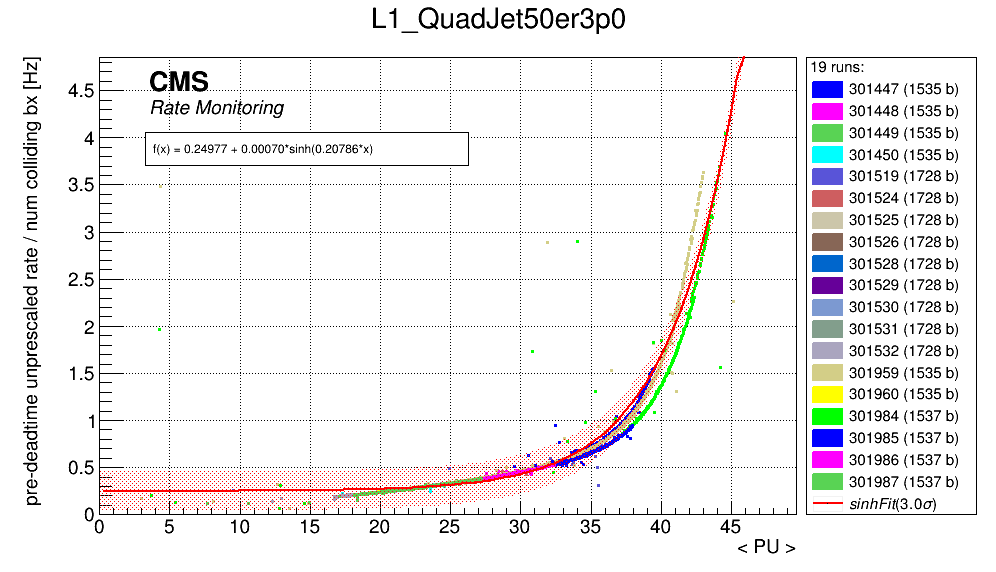 L1_QuadJet50er3p0
pre-deadtime unprescaled rate / num colliding bx [Hz]
CMS
Rate Monitoring
f(x) = 0.24977 + 0.00070*sinh(0.20786*x)
4.5
4
3.5
3
2.5
2
1.5
1
0.5
0
0 5 10 15 20 25 30 35 40 45
< PU >
19 runs:
301447 (1535 b)
301448 (1535 b)
301449 (1535 b)
301450 (1535 b)
301519 (1728 b)
301524 (1728 b)
301525 (1728 b)
301526 (1728 b)
301528 (1728 b)
301529 (1728 b)
301530 (1728 b)
301531 (1728 b)
301532 (1728 b)
301959 (1535 b)
301960 (1535 b)
301984 (1537 b)
301985 (1537 b)
301986 (1537 b)
301987 (1537 b)
sinhFit(3.0σ)